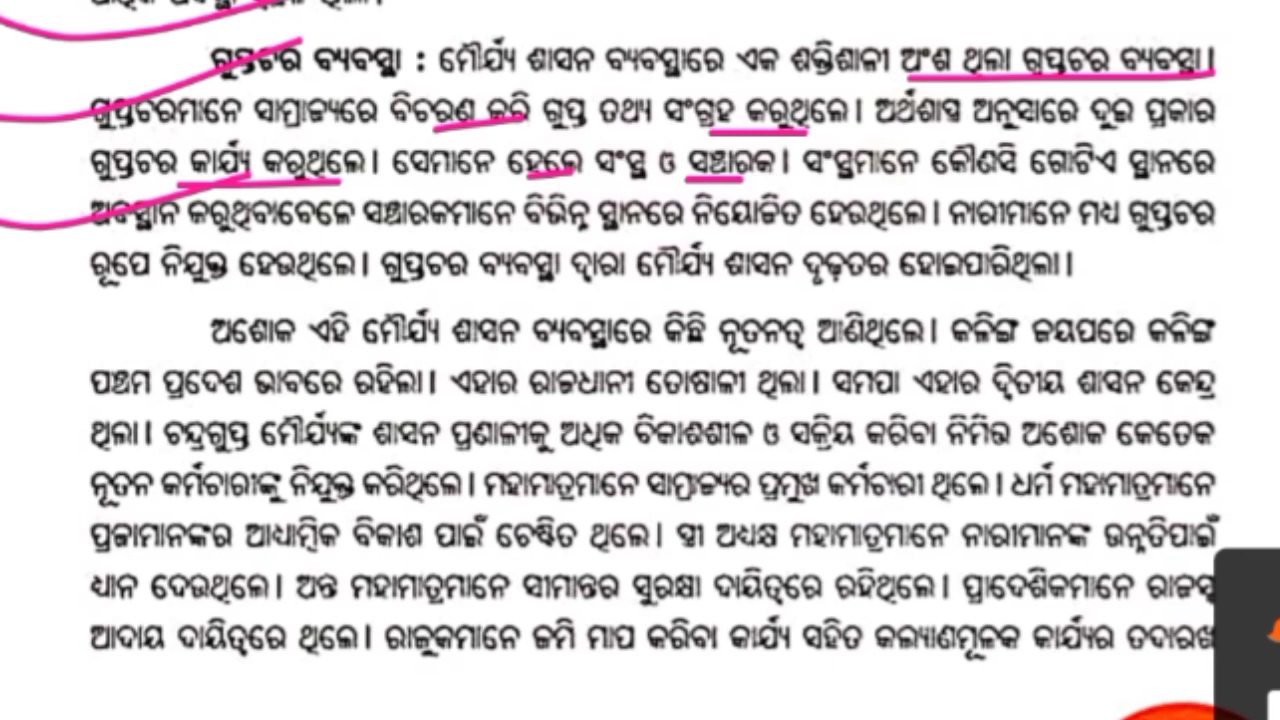 ଗୁପ୍ତଚର ବ୍ୟବସ୍ଥା : ମୌର୍ଯ୍ୟ ଶାସନ ବ୍ୟବସ୍ଥାରେ ଏକ ଶକ୍ତିଶାଳୀ ଅଂଶ ଥିଲା ଗୁପ୍ତଚର ବ୍ୟବସ୍ଥା।
ଗୁପ୍ତଚରମାନେ ସାମ୍ରାଜ୍ୟରେ ବିଚରଣ କରି ଗୁପ୍ତ ତଥ୍ୟ ସଂଗ୍ରହ କରୁଥିଲେ। ଅର୍ଥଶାସ୍ତ୍ର ଅନୁସାରେ ଦୁଇ ପ୍ରକାର
ଗୁପ୍ତଚର କାର୍ଯ୍ୟ କରୁଥିଲେ। ସେମାନେ ହେଲେ ସଂସ୍ଥ ଓ ସଞ୍ଚାରକ। ସଂସ୍ଥମାନେ କୌଣସି ଗୋଟିଏ ସ୍ଥାନରେ
ଅବସ୍ଥାନ କରୁଥିବାବେଳେ ସଞ୍ଚାରକମାନେ ବିଭିନ୍ନ ସ୍ଥାନରେ ନିୟୋଜିତ ହେଉଥିଲେ। ନାରୀମାନେ ମଧ୍ୟ ଗୁପ୍ତଚର
ରୂପେ ନିଯୁକ୍ତ ହେଉଥିଲେ। ଗୁପ୍ତଚର ବ୍ୟବସ୍ଥା ଦ୍ୱାରା ମୌର୍ଯ୍ୟ ଶାସନ ଦୃଢ଼ତର ହୋଇପାରିଥିଲା।
ଅଶୋକ ଏହି ମୌର୍ଯ୍ୟ ଶାସନ ବ୍ୟବସ୍ଥାରେ କିଛି ନୂତନତ୍ୱ ଆଣିଥିଲେ। କଳିଙ୍ଗ ଜୟପରେ କଳିଙ୍ଗ
ପଞ୍ଚମ ପ୍ରଦେଶ ଭାବରେ ରହିଲା। ଏହାର ରାଜଧାନୀ ତୋଷାଳୀ ଥିଲା। ସମପା ଏହାର ଦ୍ୱିତୀୟ ଶାସନ କେନ୍ଦ୍ର
ଥିଲା। ଚନ୍ଦ୍ରଗୁପ୍ତ ମୌର୍ଯ୍ୟଙ୍କ ଶାସନ ପ୍ରଣାଳୀକୁ ଅଧିକ ବିକାଶଶୀଳ ଓ ସକ୍ରିୟ କରିବା ନିମିତ୍ତ ଅଶୋକ କେତେକ
ନୂତନ କର୍ମଚାରୀଙ୍କୁ ନିଯୁକ୍ତ କରିଥିଲେ। ମହାମାତ୍ରମାନେ ସାମ୍ରାଜ୍ୟର ପ୍ରମୁଖ କର୍ମଚାରୀ ଥିଲେ। ଧର୍ମ ମହାମାତ୍ରମାନେ
ପ୍ରଜାମାନଙ୍କର ଆଧ୍ୟାତ୍ମିକ ବିକାଶ ପାଇଁ ଚେଷ୍ଟିତ ଥିଲେ। ସ୍ତ୍ରୀ ଅଧ୍ୟକ୍ଷ ମହାମାତ୍ରମାନେ ନାରୀମାନଙ୍କ ଉନ୍ନତିପାଇଁ
ଧ୍ୟାନ ଦେଉଥିଲେ। ଅନ୍ତ ମହାମାତ୍ରମାନେ ସୀମାନ୍ତର ସୁରକ୍ଷା ଦାୟିତ୍ୱରେ ରହିଥିଲେ। ପ୍ରାଦେଶିକମାନେ ରାଜସ୍ୱ
ଆଦାୟ ଦାୟିତ୍ୱରେ ଥିଲେ। ରାଜୁକମାନେ ଜମି ମାପ କରିବା କାର୍ଯ୍ୟ ସହିତ କଲ୍ୟାଣମୂଳକ କାର୍ଯ୍ୟର ତଦାରଖ